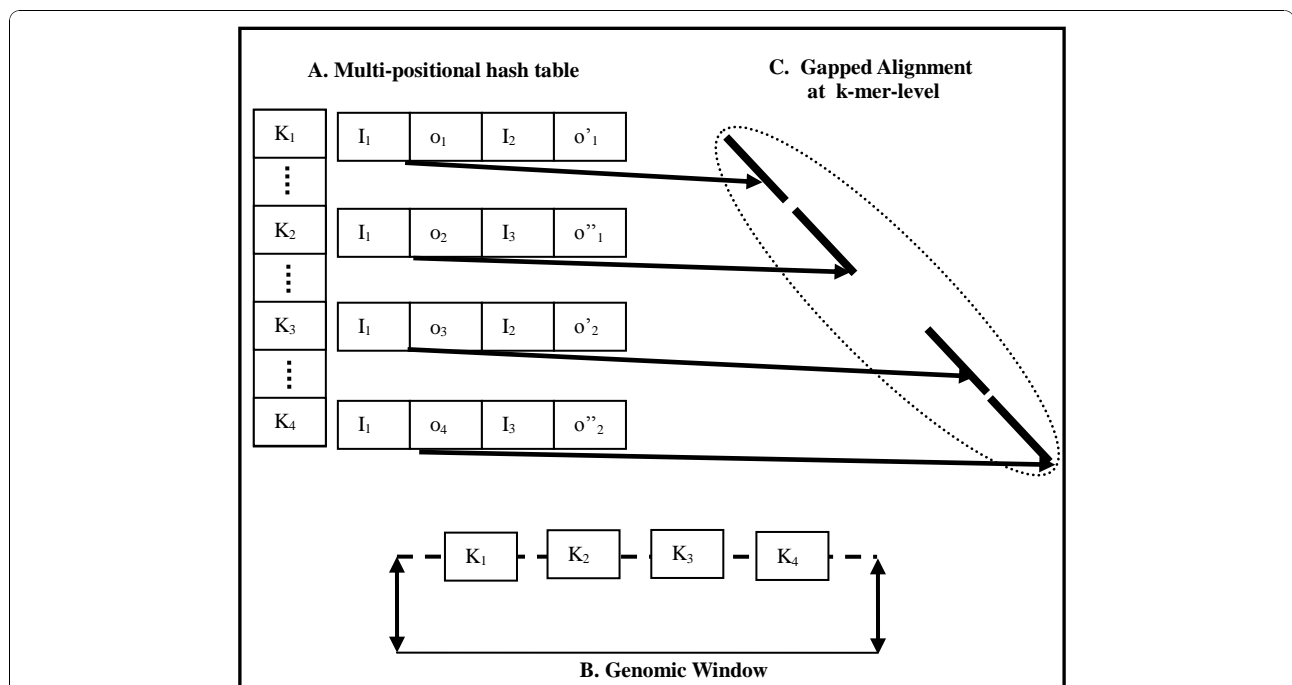 A. Multi-positional hash table
C. Gapped Alignment
at k-mer-level
K₁ I₁ o₁ I₂ o’₁
K₂ I₁ o₂ I₃ o”₁
K₃ I₁ o₃ I₂ o’₂
K₄ I₁ o₄ I₃ o”₂
K₁ K₂ K₃ K₄
B. Genomic Window